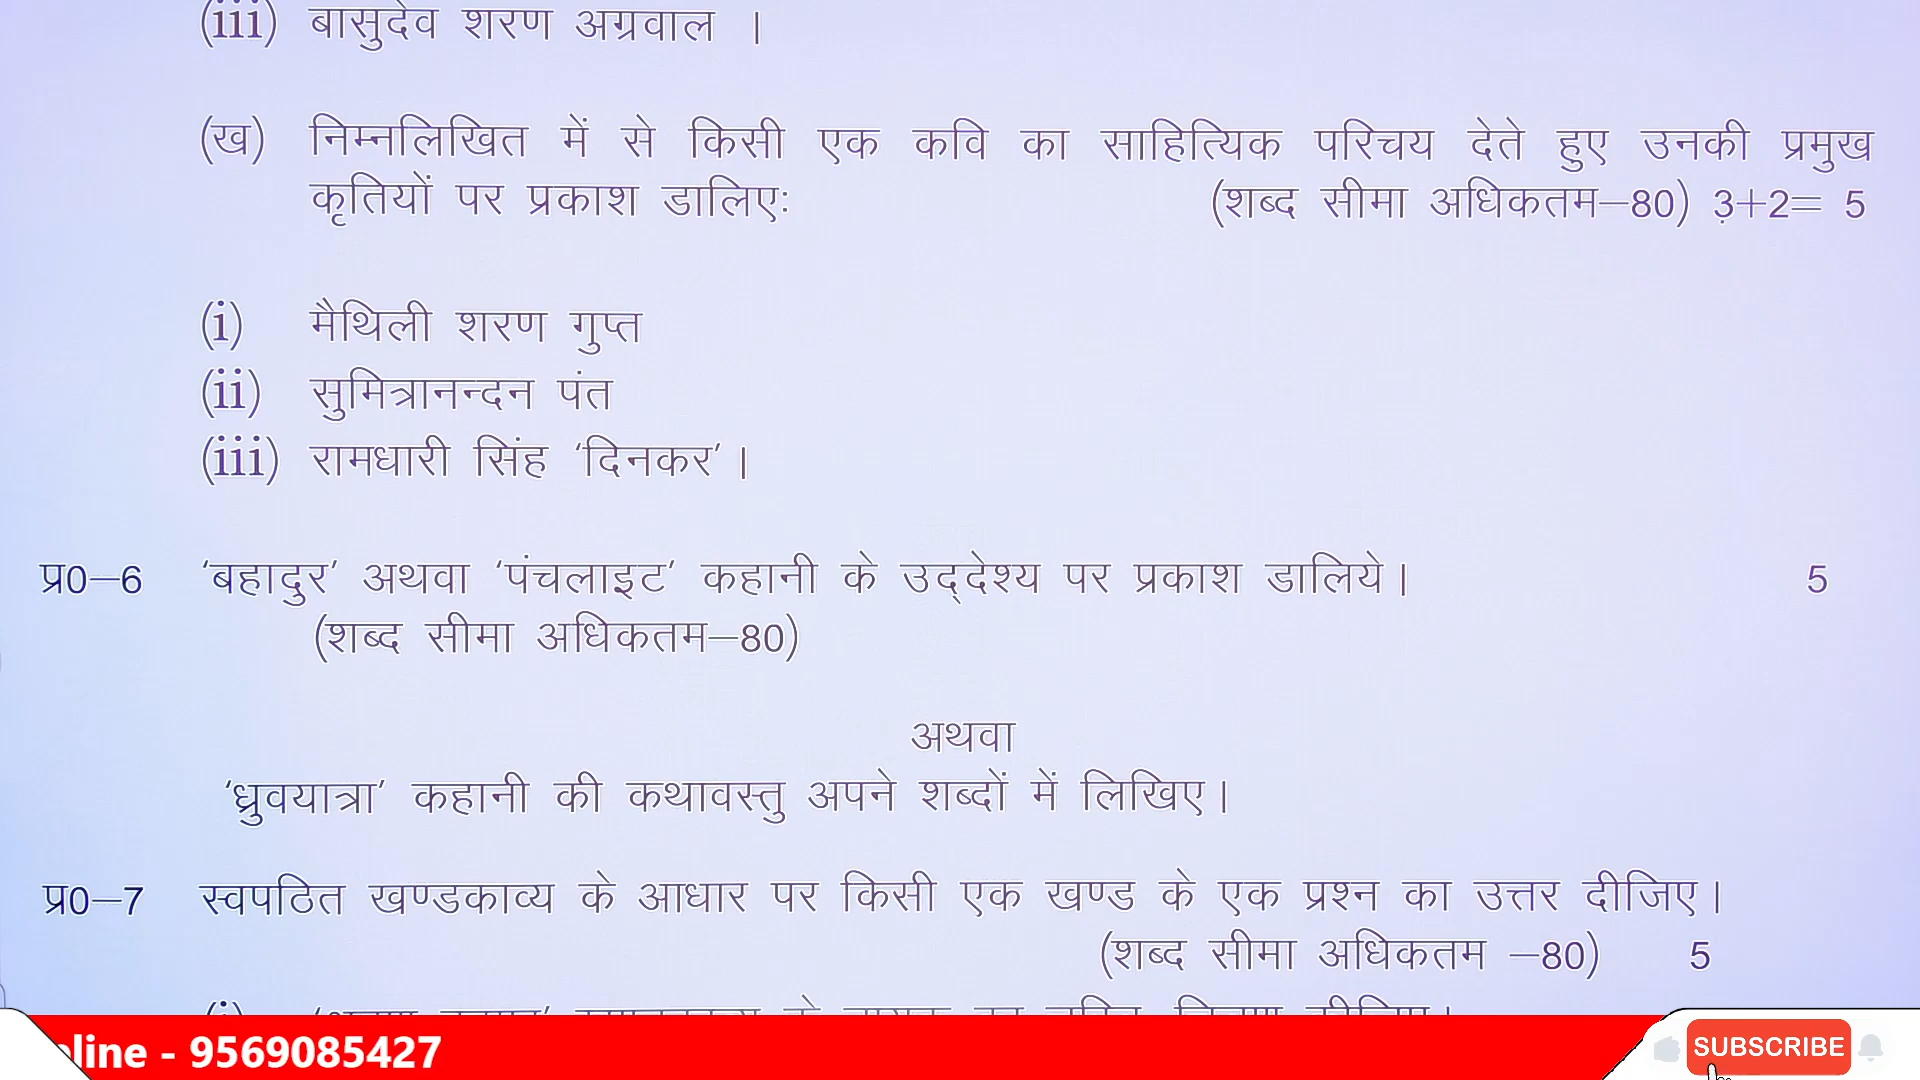 (iii) बासुदेव शरण अग्रवाल ।
(ख) निम्नलिखित में से किसी एक कवि का साहित्यिक परिचय देते हुए उनकी प्रमुख
कृतियों पर प्रकाश डालिएः (शब्द सीमा अधिकतम–80) 3+2= 5
(i) मैथिली शरण गुप्त
(ii) सुमित्रानन्दन पंत
(iii) रामधारी सिंह ‘दिनकर’।
प्र0–6 ‘बहादुर’ अथवा ‘पंचलाइट’ कहानी के उद्देश्य पर प्रकाश डालिये। 5
(शब्द सीमा अधिकतम–80)
अथवा
‘ध्रुवयात्रा’ कहानी की कथावस्तु अपने शब्दों में लिखिए।
प्र0–7 स्वपठित खण्डकाव्य के आधार पर किसी एक खण्ड के एक प्रश्न का उत्तर दीजिए।
(शब्द सीमा अधिकतम –80) 5
- 9569085427
SUBSCRIBE